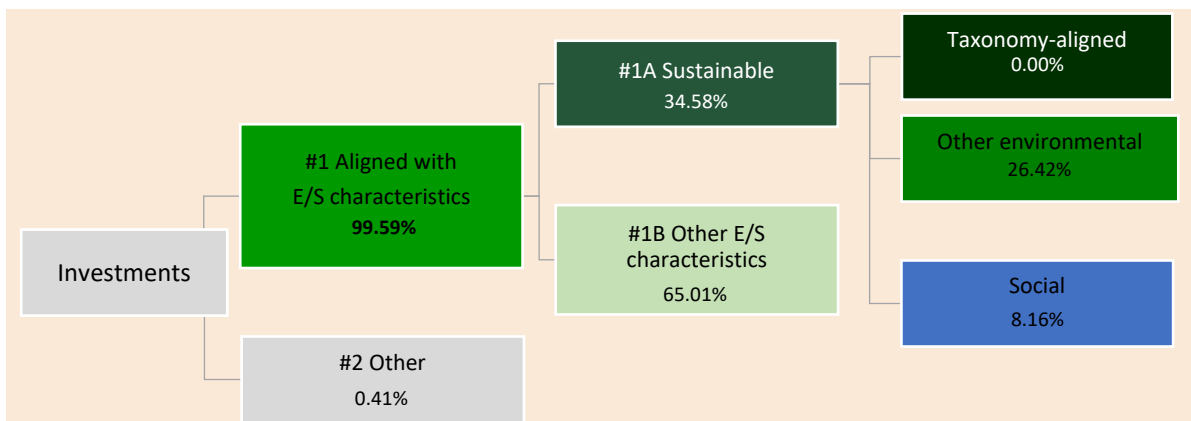 Investments
#1 Aligned with
E/S characteristics
99.59%
#2 Other
0.41%
#1A Sustainable
34.58%
#1B Other E/S
characteristics
65.01%
Taxonomy-aligned
0.00%
Other environmental
26.42%
Social
8.16%